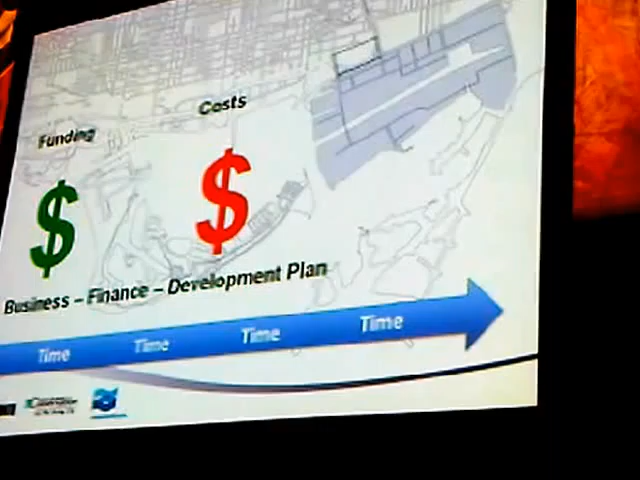 Costs
Funding
$ $
Business – Finance – Development Plan
Time Time Time Time